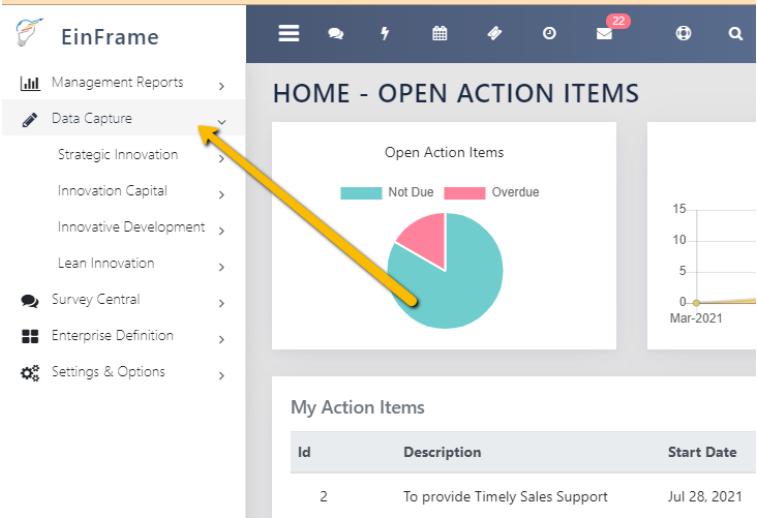 EinFrame
22
Management Reports
Data Capture
Strategic Innovation
Innovation Capital
Innovative Development
Lean Innovation
Survey Central
Enterprise Definition
Settings & Options
HOME - OPEN ACTION ITEMS
Open Action Items
Not Due Overdue
15
10
5
0
Mar-2021
My Action Items
Id Description Start Date
2 To provide Timely Sales Support Jul 28, 2021